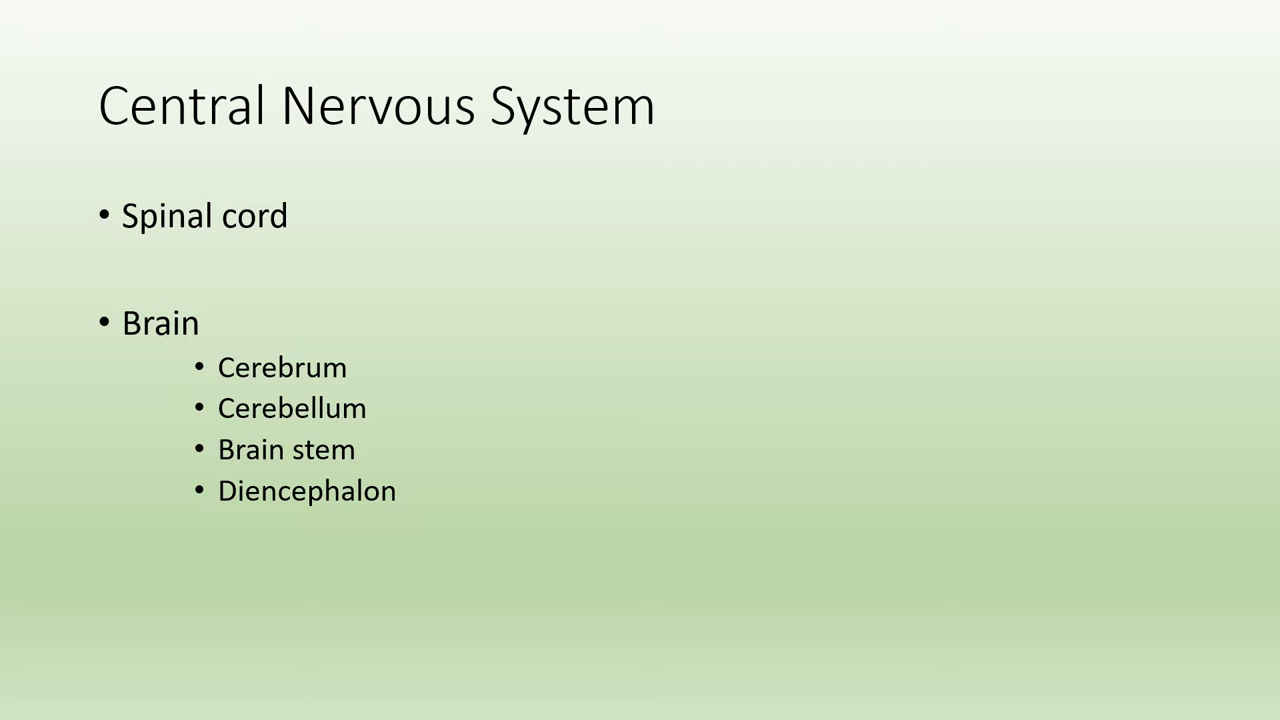 Central Nervous System
• Spinal cord
• Brain
• Cerebrum
• Cerebellum
• Brain stem
• Diencephalon